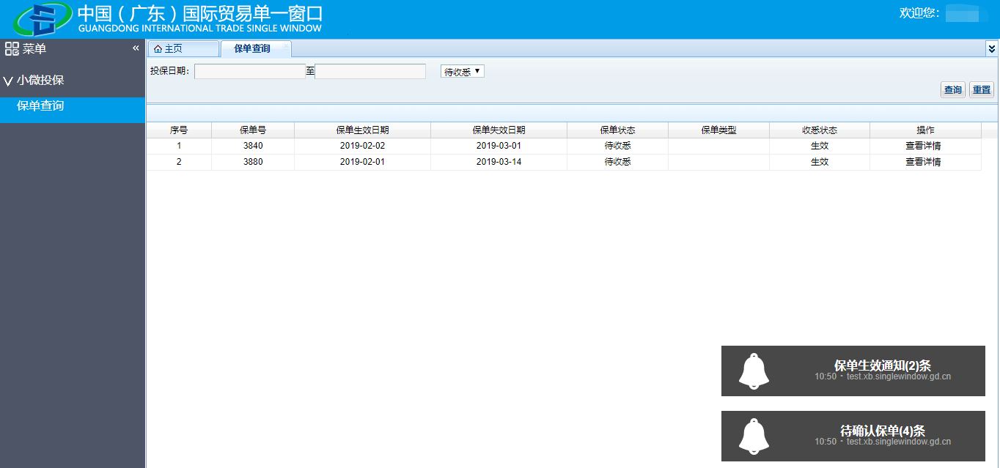 中国（广东）国际贸易单一窗口
GUANGDONG INTERNATIONAL TRADE SINGLE WINDOW
欢迎您：
菜单 «
主页 保单查询
小微投保
保单查询
投保日期： 至 待收悉 ▼
查询 重置
序号 保单号 保单生效日期 保单失效日期 保单状态 保单类型 收悉状态 操作
1 3840 2019-02-02 2019-03-01 待收悉 生效 查看详情
2 3880 2019-02-01 2019-03-14 待收悉 生效 查看详情
保单生效通知(2)条
10:50 · test.xb.singlewindow.gd.cn
待确认保单(4)条
10:50 · test.xb.singlewindow.gd.cn